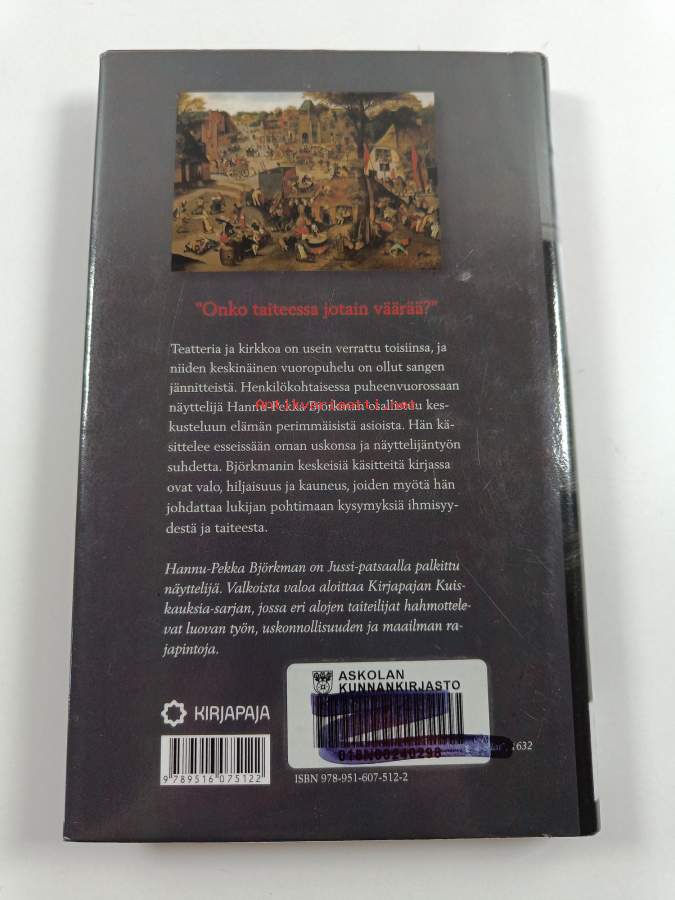 "Onko taiteessa jotain väärää?"
Teatteria ja kirkkoa on usein verrattu toisiinsa, ja
niiden keskinäinen vuoropuhelu on ollut sangen
jännitteistä. Henkilökohtaisessa puheenvuorossaan
näyttelijä Hannu-Pekka Björkman osallistuu kes-
kusteluun elämän perimmäisistä asioista. Hän kä-
sittelee esseissään oman uskonsa ja näyttelijäntyön
suhdetta. Björkmanin keskeisiä käsitteitä kirjassa
ovat valo, hiljaisuus ja kauneus, joiden myötä hän
johdattaa lukijan pohtimaan kysymyksiä ihmisyy-
destä ja taiteesta.
Hannu-Pekka Björkman on Jussi-patsaalla palkittu
näyttelijä. Valkoista valoa aloittaa Kirjapajan Kuis-
kauksia-sarjan, jossa eri alojen taiteilijat hahmottele-
vat luovan työn, uskonnollisuuden ja maailman ra-
japintoja.
ASKOLAN
KUNNANKIRJASTO
KIRJAPAJA
018N00240298
1632
9 789516 075122
ISBN 978-951-607-512-2